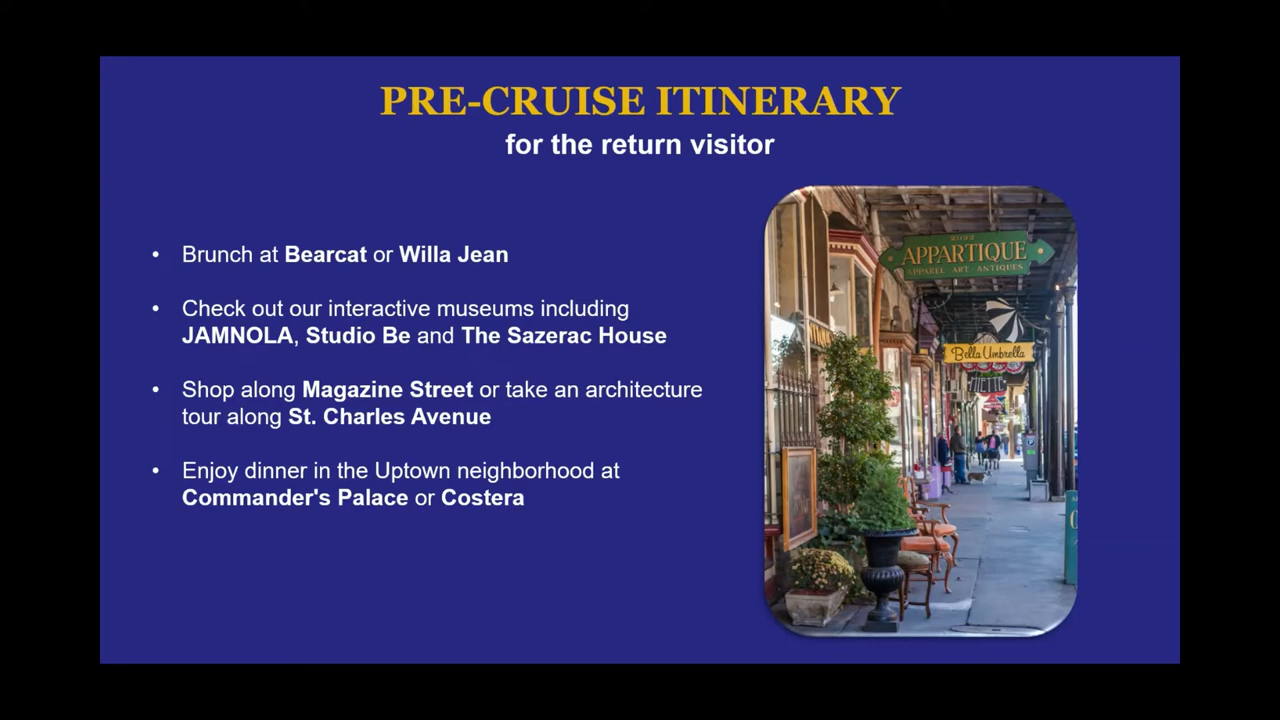 PRE-CRUISE ITINERARY
for the return visitor
• Brunch at Bearcat or Willa Jean
• Check out our interactive museums including
JAMNOLA, Studio Be and The Sazerac House
• Shop along Magazine Street or take an architecture
tour along St. Charles Avenue
• Enjoy dinner in the Uptown neighborhood at
Commander's Palace or Costera
APPARTIQUE
APPAREL ART - ANTIQUES
Bella Umbrella